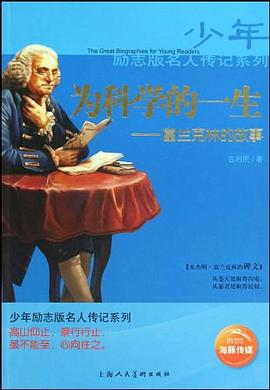 少年
The Great Biographies for Young Readers
励志版名人传记系列
为科学的一生
——富兰克林的故事
包利民/著
【本杰明·富兰克林的碑文】
从苍天处取得闪电,
从暴君处取得民权。
少年励志版名人传记系列
高山仰止,景行行止,
虽不能至,心向往之。
海豚传媒
上海人民美术出版社